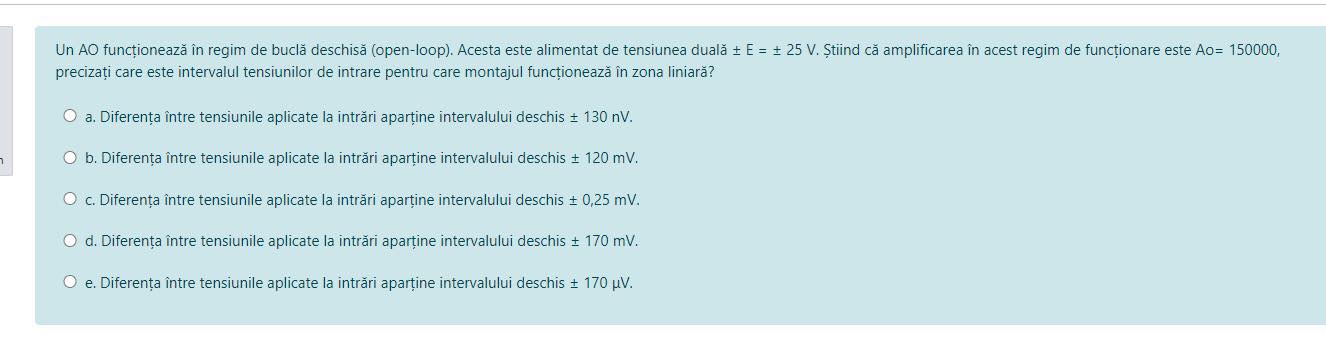 Un AO funcționează în regim de buclă deschisă (open-loop). Acesta este alimentat de tensiunea duală ± E = ± 25 V. Știind că amplificarea în acest regim de funcționare este Ao= 150000,
precizați care este intervalul tensiunilor de intrare pentru care montajul funcționează în zona liniară?
a. Diferența între tensiunile aplicate la intrări aparține intervalului deschis ± 130 nV.
b. Diferența între tensiunile aplicate la intrări aparține intervalului deschis ± 120 mV.
c. Diferența între tensiunile aplicate la intrări aparține intervalului deschis ± 0,25 mV.
d. Diferența între tensiunile aplicate la intrări aparține intervalului deschis ± 170 mV.
e. Diferența între tensiunile aplicate la intrări aparține intervalului deschis ± 170 µV.